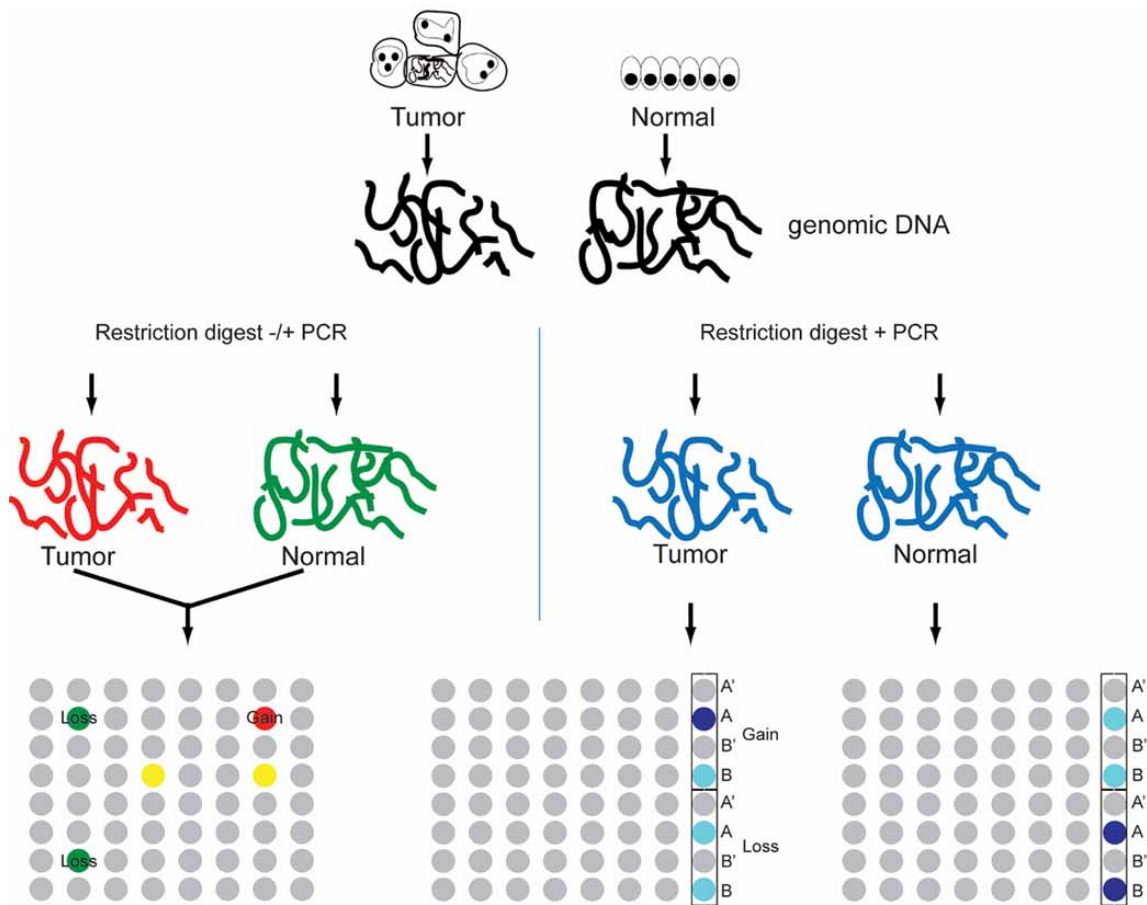 Tumor
Normal
genomic DNA
Restriction digest -/+ PCR
Restriction digest + PCR
Tumor
Normal
Tumor
Normal
Loss
Gain
Loss
A'
A
B'
B
A'
A
B'
B
Gain
Loss
A'
A
B'
B
A'
A
B'
B